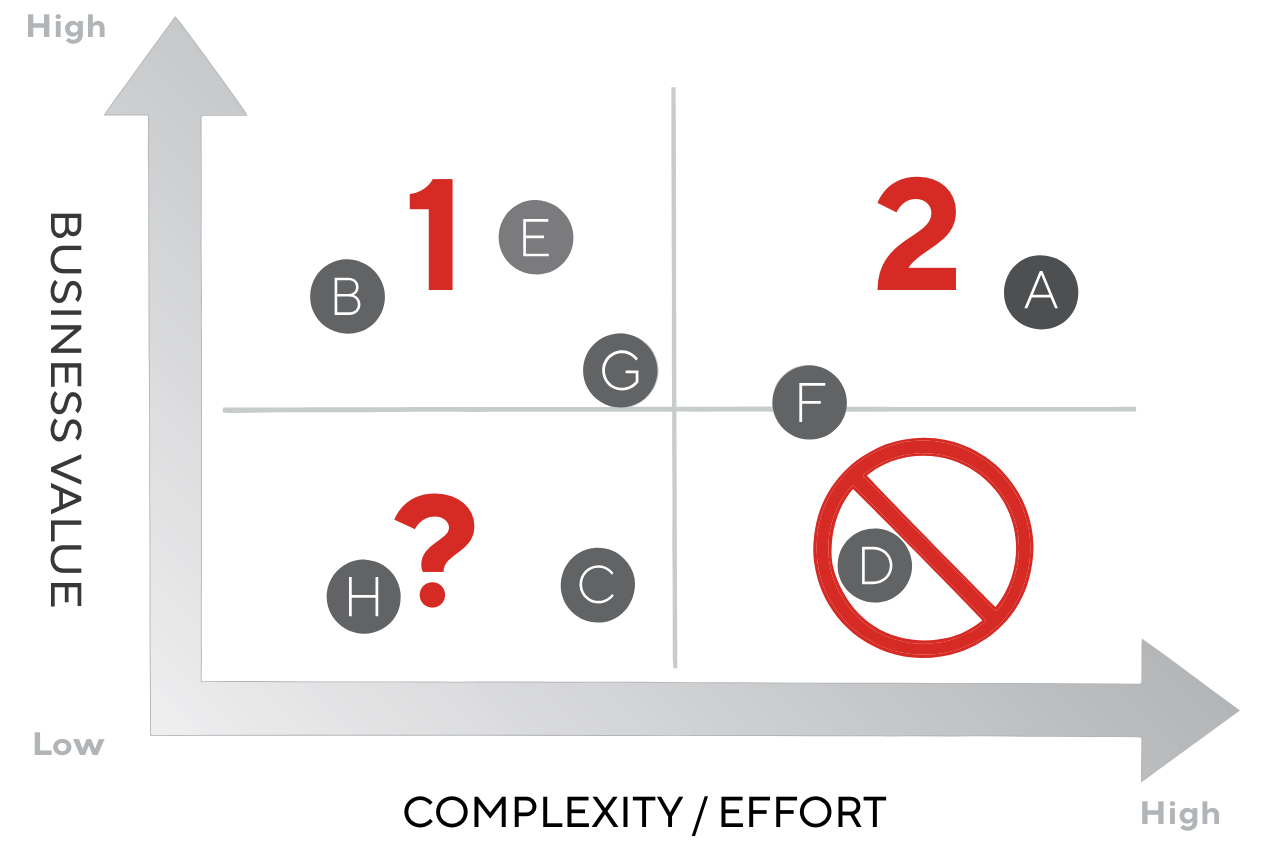 High
1
2
E
B
A
G
F
?
D
H
C
BUSINESS VALUE
Low
COMPLEXITY / EFFORT
High